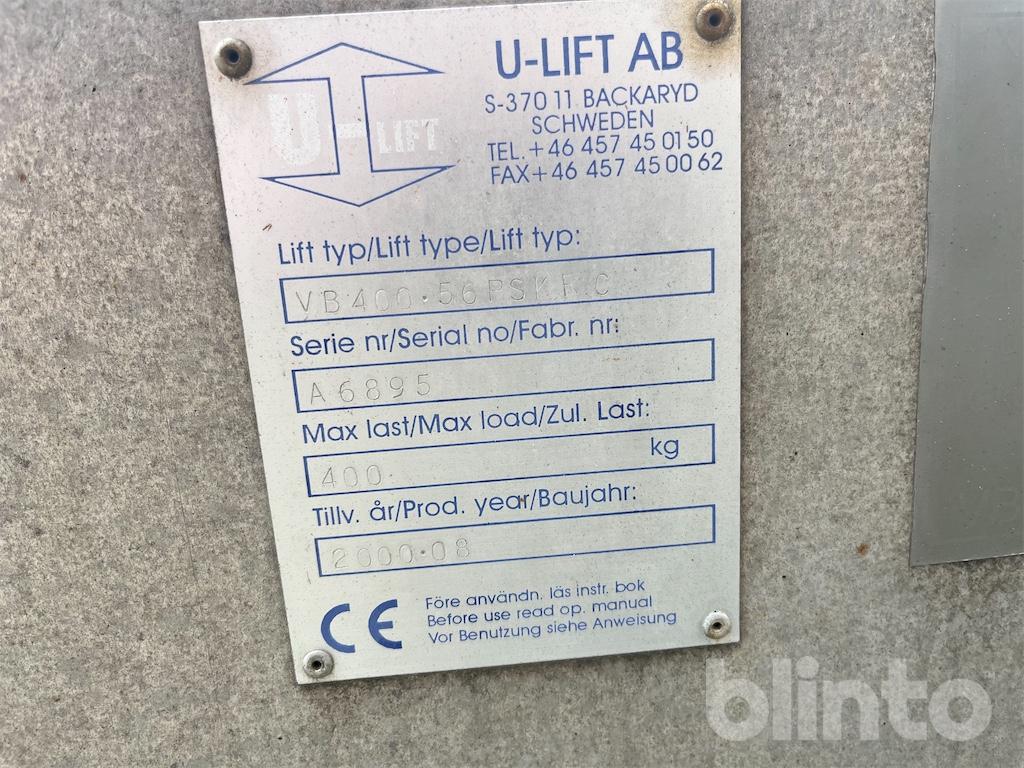 U-LIFT
U-LIFT AB
S-370 11 BACKARYD
SCHWEDEN
TEL. +46 457 45 01 50
FAX+46 457 45 00 62
Lift typ/Lift type/Lift typ:
VB400·56PSKF.C
Serie nr/Serial no/Fabr. nr:
A6895
Max last/Max load/Zul. Last:
400· kg
Tillv. år/Prod. year/Baujahr:
2000·08
CE
Före användn. läs instr. bok
Before use read op. manual
Vor Benutzung siehe Anweisung
blinto